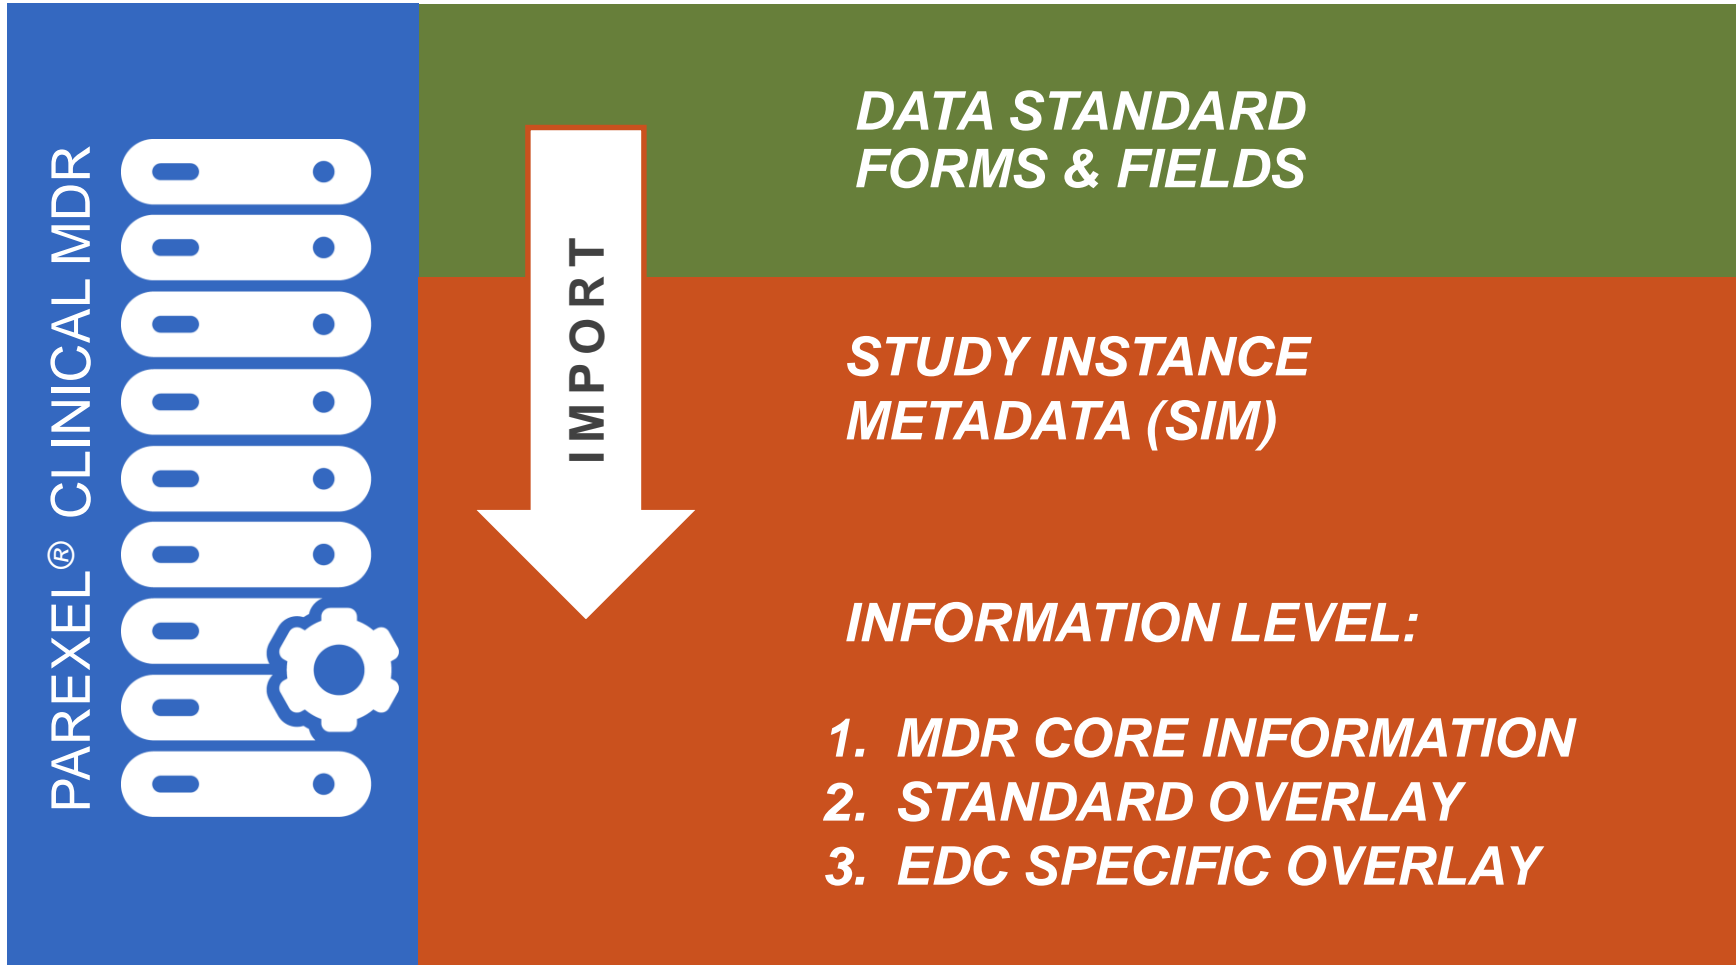 PAREXEL® CLINICAL MDR
IMPORT
DATA STANDARD
FORMS & FIELDS
STUDY INSTANCE
METADATA (SIM)
INFORMATION LEVEL:
1. MDR CORE INFORMATION
2. STANDARD OVERLAY
3. EDC SPECIFIC OVERLAY